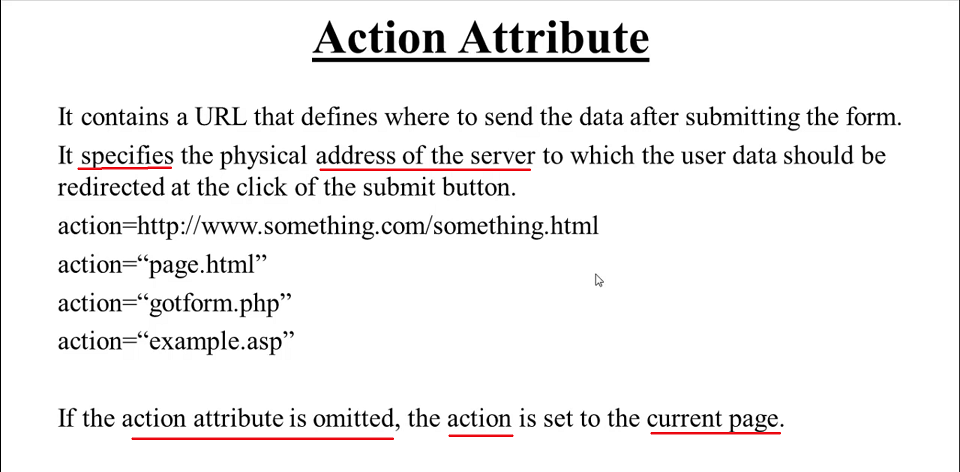 Action Attribute
It contains a URL that defines where to send the data after submitting the form.
It specifies the physical address of the server to which the user data should be
redirected at the click of the submit button.
action=http://www.something.com/something.html
action=“page.html”
action=“gotform.php”
action=“example.asp”
If the action attribute is omitted, the action is set to the current page.